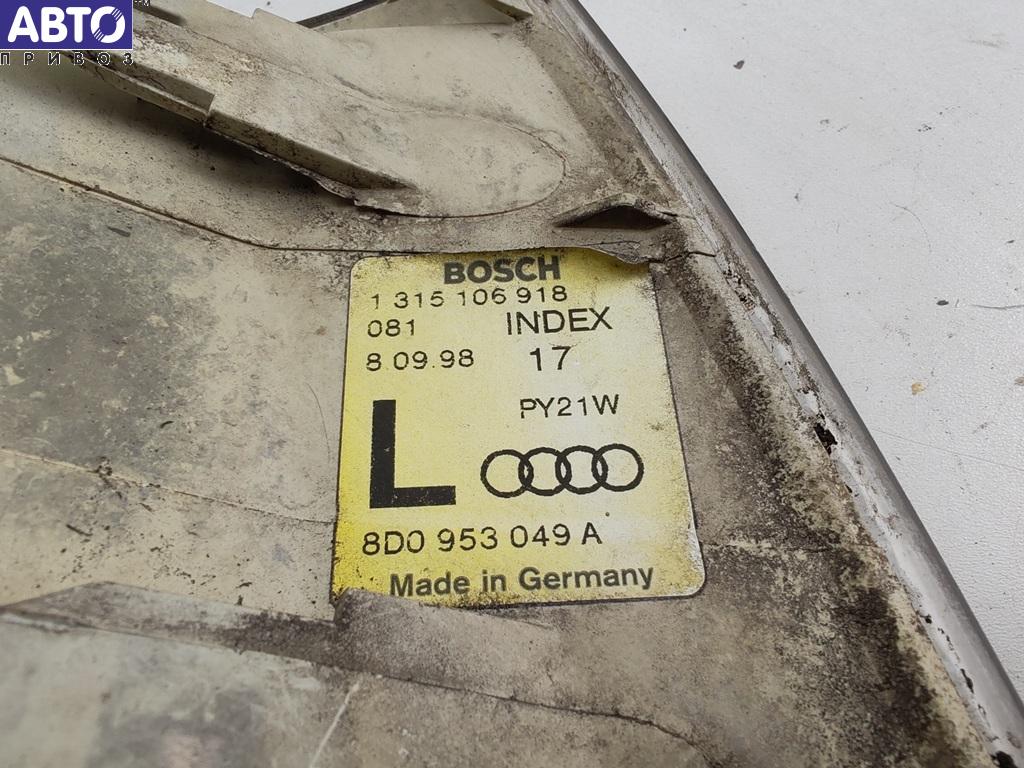 АВТО
ПРИВОЗ
TM
BOSCH
1 315 106 918
081 INDEX
8.09.98 17
PY21W
L
8D0 953 049 A
Made in Germany